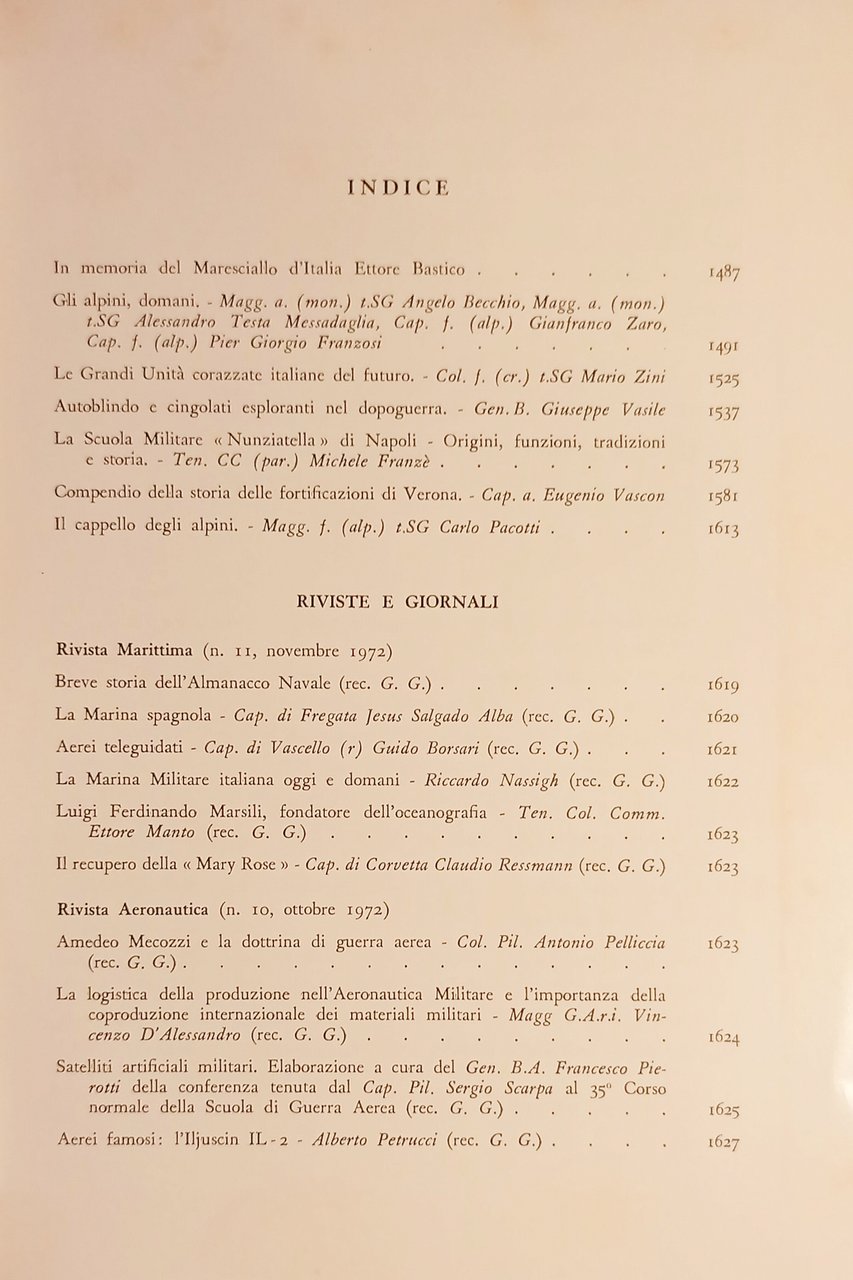 INDICE
In memoria del Maresciallo d'Italia Ettore Bastico . . . . . . 1487
Gli alpini, domani. - Magg. a. (mon.) t.SG Angelo Becchio, Magg. a. (mon.)
t.SG Alessandro Testa Messadaglia, Cap. f. (alp.) Gianfranco Zaro,
Cap. f. (alp.) Pier Giorgio Franzosi . . . . . . . 1491
Le Grandi Unità corazzate italiane del futuro. - Col. f. (cr.) t.SG Mario Zini 1525
Autoblindo e cingolati esploranti nel dopoguerra. - Gen. B. Giuseppe Vasile 1537
La Scuola Militare « Nunziatella » di Napoli - Origini, funzioni, tradizioni
e storia. - Ten. CC (par.) Michele Franzè . . . . . . . 1573
Compendio della storia delle fortificazioni di Verona. - Cap. a. Eugenio Vascon 1581
Il cappello degli alpini. - Magg. f. (alp.) t.SG Carlo Pacotti . . . . 1613
RIVISTE E GIORNALI
Rivista Marittima (n. 11, novembre 1972)
Breve storia dell'Almanacco Navale (rec. G. G.) . . . . . . . 1619
La Marina spagnola - Cap. di Fregata Jesus Salgado Alba (rec. G. G.) . . 1620
Aerei teleguidati - Cap. di Vascello (r) Guido Borsari (rec. G. G.) . . . 1621
La Marina Militare italiana oggi e domani - Riccardo Nassigh (rec. G. G.) 1622
Luigi Ferdinando Marsili, fondatore dell'oceanografia - Ten. Col. Comm.
Ettore Manto (rec. G. G.) . . . . . . . . . . 1623
Il recupero della « Mary Rose » - Cap. di Corvetta Claudio Ressmann (rec. G. G.) 1623
Rivista Aeronautica (n. 10, ottobre 1972)
Amedeo Mecozzi e la dottrina di guerra aerea - Col. Pil. Antonio Pelliccia 1623
(rec. G. G.) . . . . . . . . . . . . . .
La logistica della produzione nell'Aeronautica Militare e l'importanza della
coproduzione internazionale dei materiali militari - Magg G.A.r.i. Vin-
cenzo D'Alessandro (rec. G. G.) . . . . . . . . . 1624
Satelliti artificiali militari. Elaborazione a cura del Gen. B.A. Francesco Pie-
rotti della conferenza tenuta dal Cap. Pil. Sergio Scarpa al 35º Corso
normale della Scuola di Guerra Aerea (rec. G. G.) . . . . . 1625
Aerei famosi: l'Iljuscin IL-2 - Alberto Petrucci (rec. G. G.) . . . . 1627